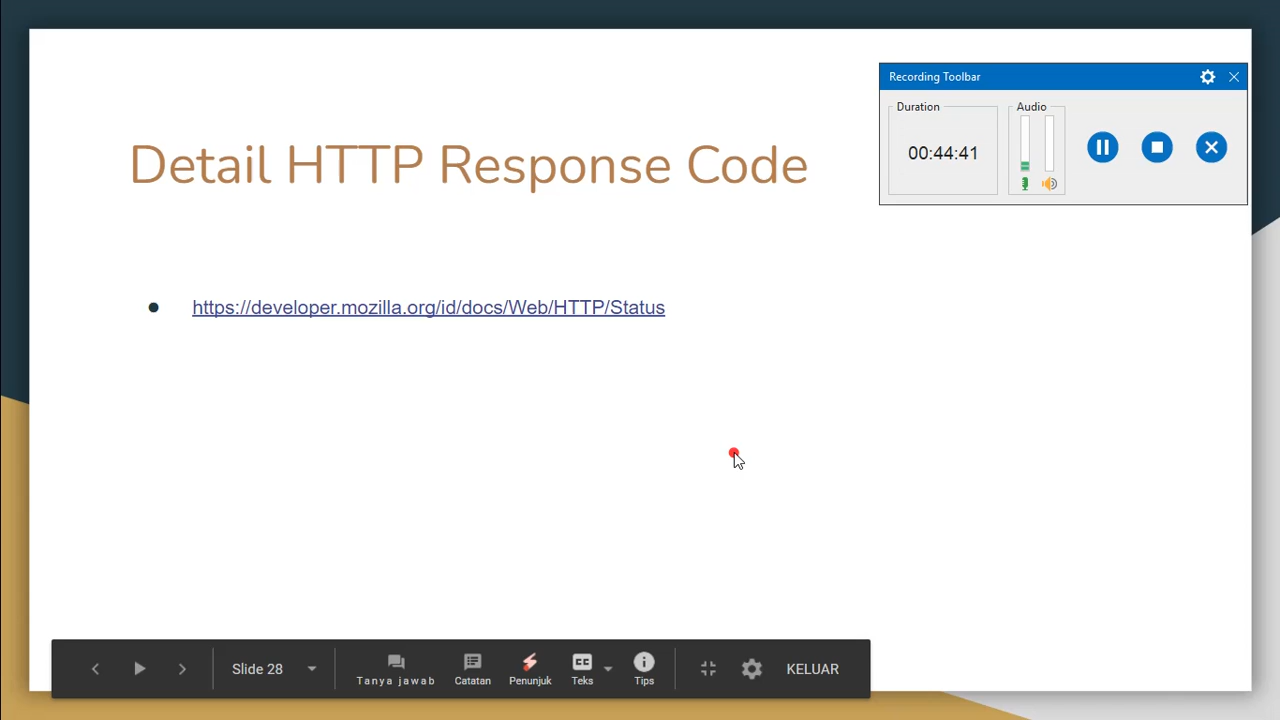 Recording Toolbar
Duration
Audio
00:44:41
Detail HTTP Response Code
https://developer.mozilla.org/id/docs/Web/HTTP/Status
Slide 28
Tanya jawab
Catatan
Penunjuk
CC
Teks
Tips
KELUAR